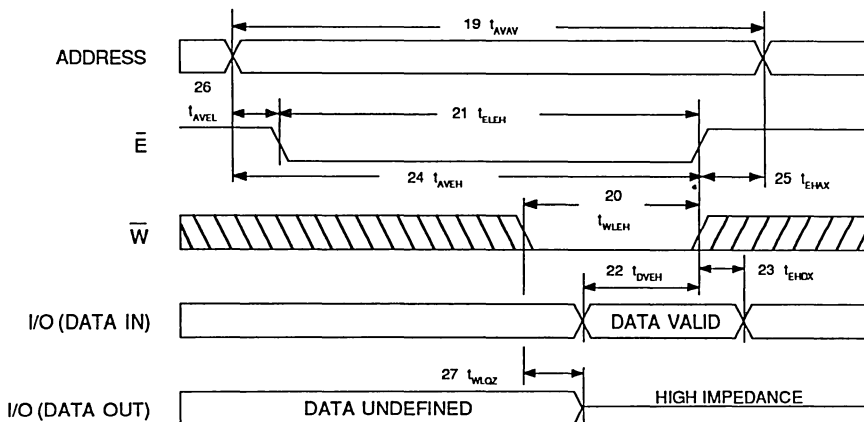 19 tAVAV
ADDRESS
26
tAVEL
21 tELEH
E
24 tAVEH
25 tEHAX
20
W
tWLEH
22 tDVEH
23 tEHDX
I/O (DATA IN)
DATA VALID
27 tWLQZ
I/O (DATA OUT)
DATA UNDEFINED
HIGH IMPEDANCE